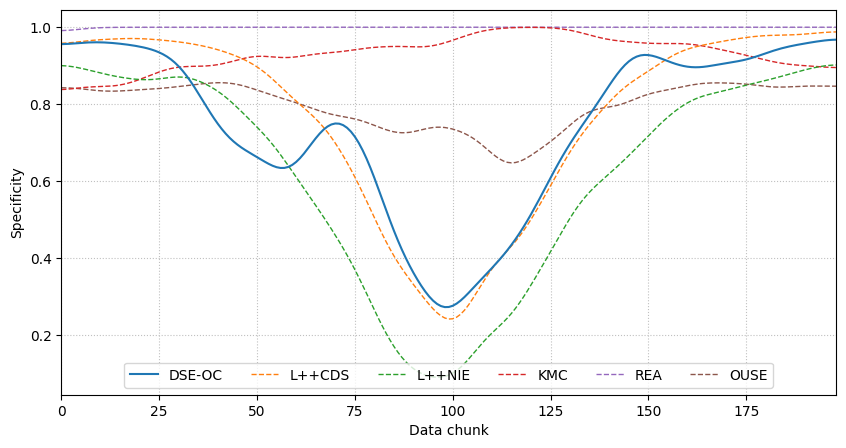 1.0
0.8
0.6
0.4
0.2
Specificity
DSE-OC L++CDS L++NIE KMC REA OUSE
0 25 50 75 100 125 150 175
Data chunk